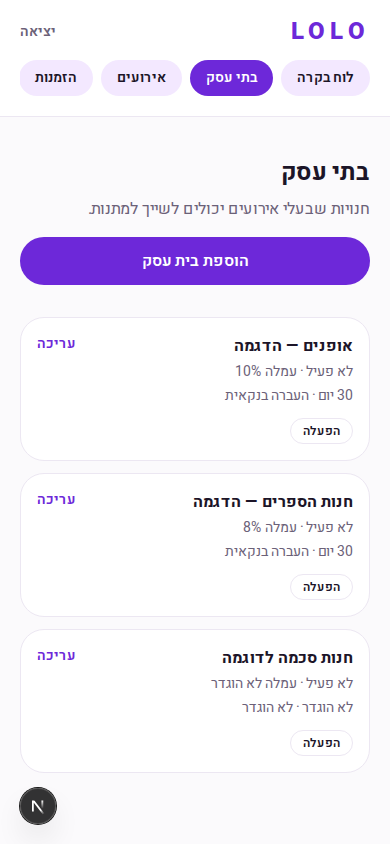 LOLO
יציאה
לוח בקרה
בתי עסק
אירועים
הזמנות
בתי עסק
חנויות שבעלי אירועים יכולים לשייך למתנות.
הוספת בית עסק
אופנים — הדגמה
עריכה
לא פעיל · עמלה 10%
30 יום · העברה בנקאית
הפעלה
חנות הספרים — הדגמה
עריכה
לא פעיל · עמלה 8%
30 יום · העברה בנקאית
הפעלה
חנות סכמה לדוגמה
עריכה
לא פעיל · עמלה לא הוגדר
לא הוגדר · לא הוגדר
הפעלה
N